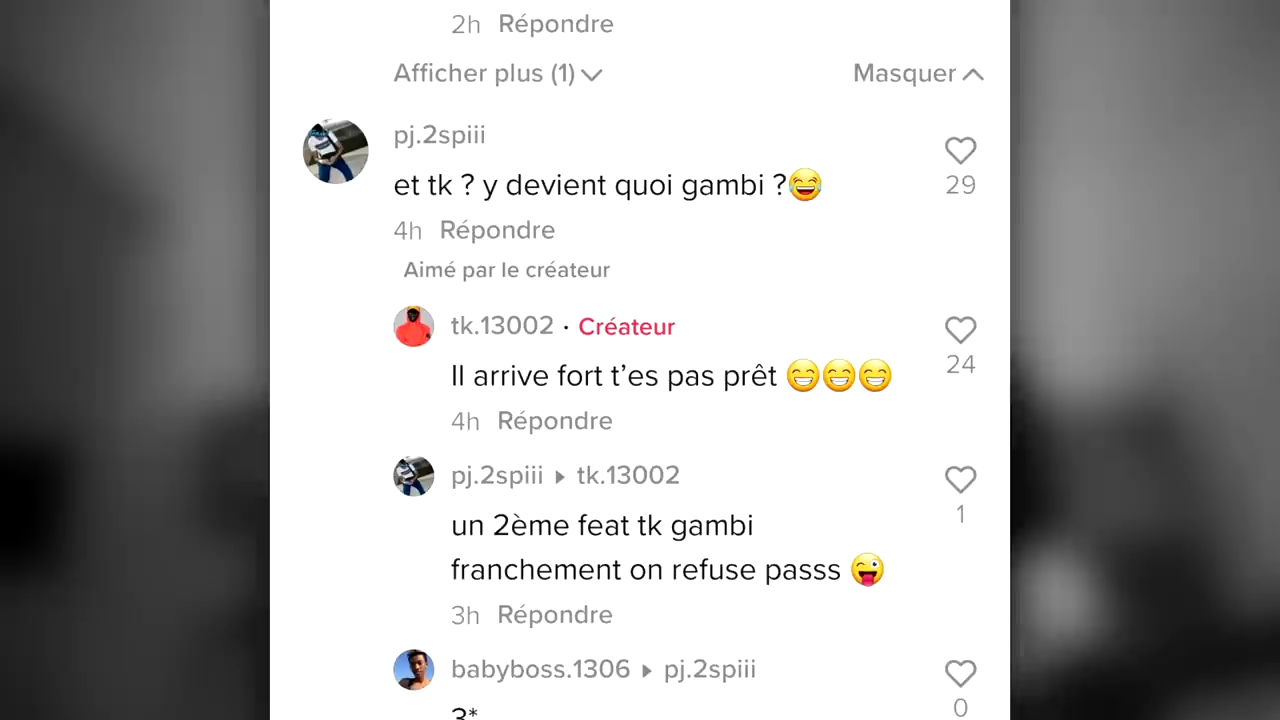 2h Répondre
Afficher plus (1) Masquer
pj.2spiii
et tk ? y devient quoi gambi ?😂
29
4h Répondre
Aimé par le créateur
tk.13002 · Créateur
Il arrive fort t’es pas prêt 😁😁😁
24
4h Répondre
pj.2spiii ▸ tk.13002
un 2ème feat tk gambi
franchement on refuse passs 😜
1
3h Répondre
babyboss.1306 ▸ pj.2spiii
3*
0